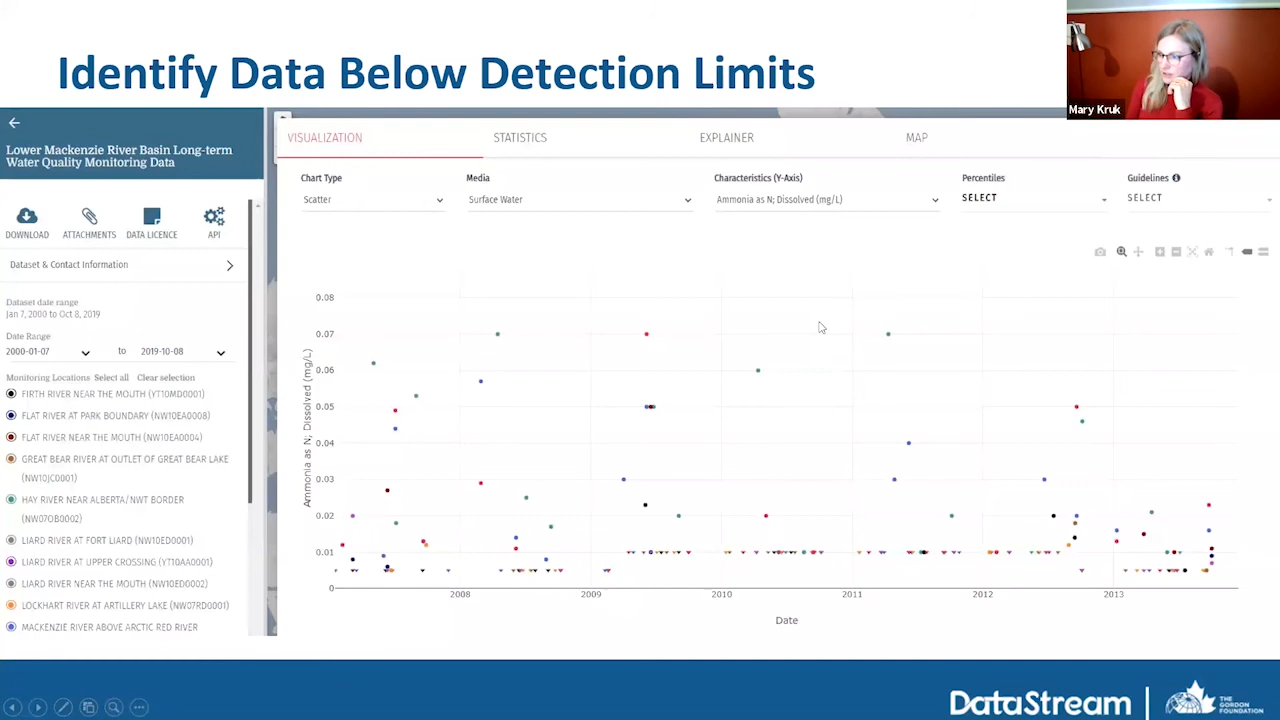 Identify Data Below Detection Limits
Mary Kruk
Lower Mackenzie River Basin Long-term
Water Quality Monitoring Data
DOWNLOAD
ATTACHMENTS
DATA LICENCE
API
Dataset & Contact Information
Dataset date range
Jan 7, 2000 to Oct 8, 2019
Date Range
2000-01-07 to 2019-10-08
Monitoring Locations Select all Clear selection
FIRTH RIVER NEAR THE MOUTH (YT10MD0001)
FLAT RIVER AT PARK BOUNDARY (NW10EA0008)
FLAT RIVER NEAR THE MOUTH (NW10EA0004)
GREAT BEAR RIVER AT OUTLET OF GREAT BEAR LAKE
(NW10JC0001)
HAY RIVER NEAR ALBERTA/NWT BORDER
(NW07OB0002)
LIARD RIVER AT FORT LIARD (NW10ED0001)
LIARD RIVER AT UPPER CROSSING (YT10AA0001)
LIARD RIVER NEAR THE MOUTH (NW10ED0002)
LOCKHART RIVER AT ARTILLERY LAKE (NW07RD0001)
MACKENZIE RIVER ABOVE ARCTIC RED RIVER
VISUALIZATION
STATISTICS
EXPLAINER
MAP
Chart Type
Scatter
Media
Surface Water
Characteristics (Y-Axis)
Ammonia as N; Dissolved (mg/L)
Percentiles
SELECT
Guidelines
SELECT
Ammonia as N; Dissolved (mg/L)
0.08
0.07
0.06
0.05
0.04
0.03
0.02
0.01
0
2008
2009
2010
2011
2012
2013
Date
DataStream
THE
GORDON
FOUNDATION